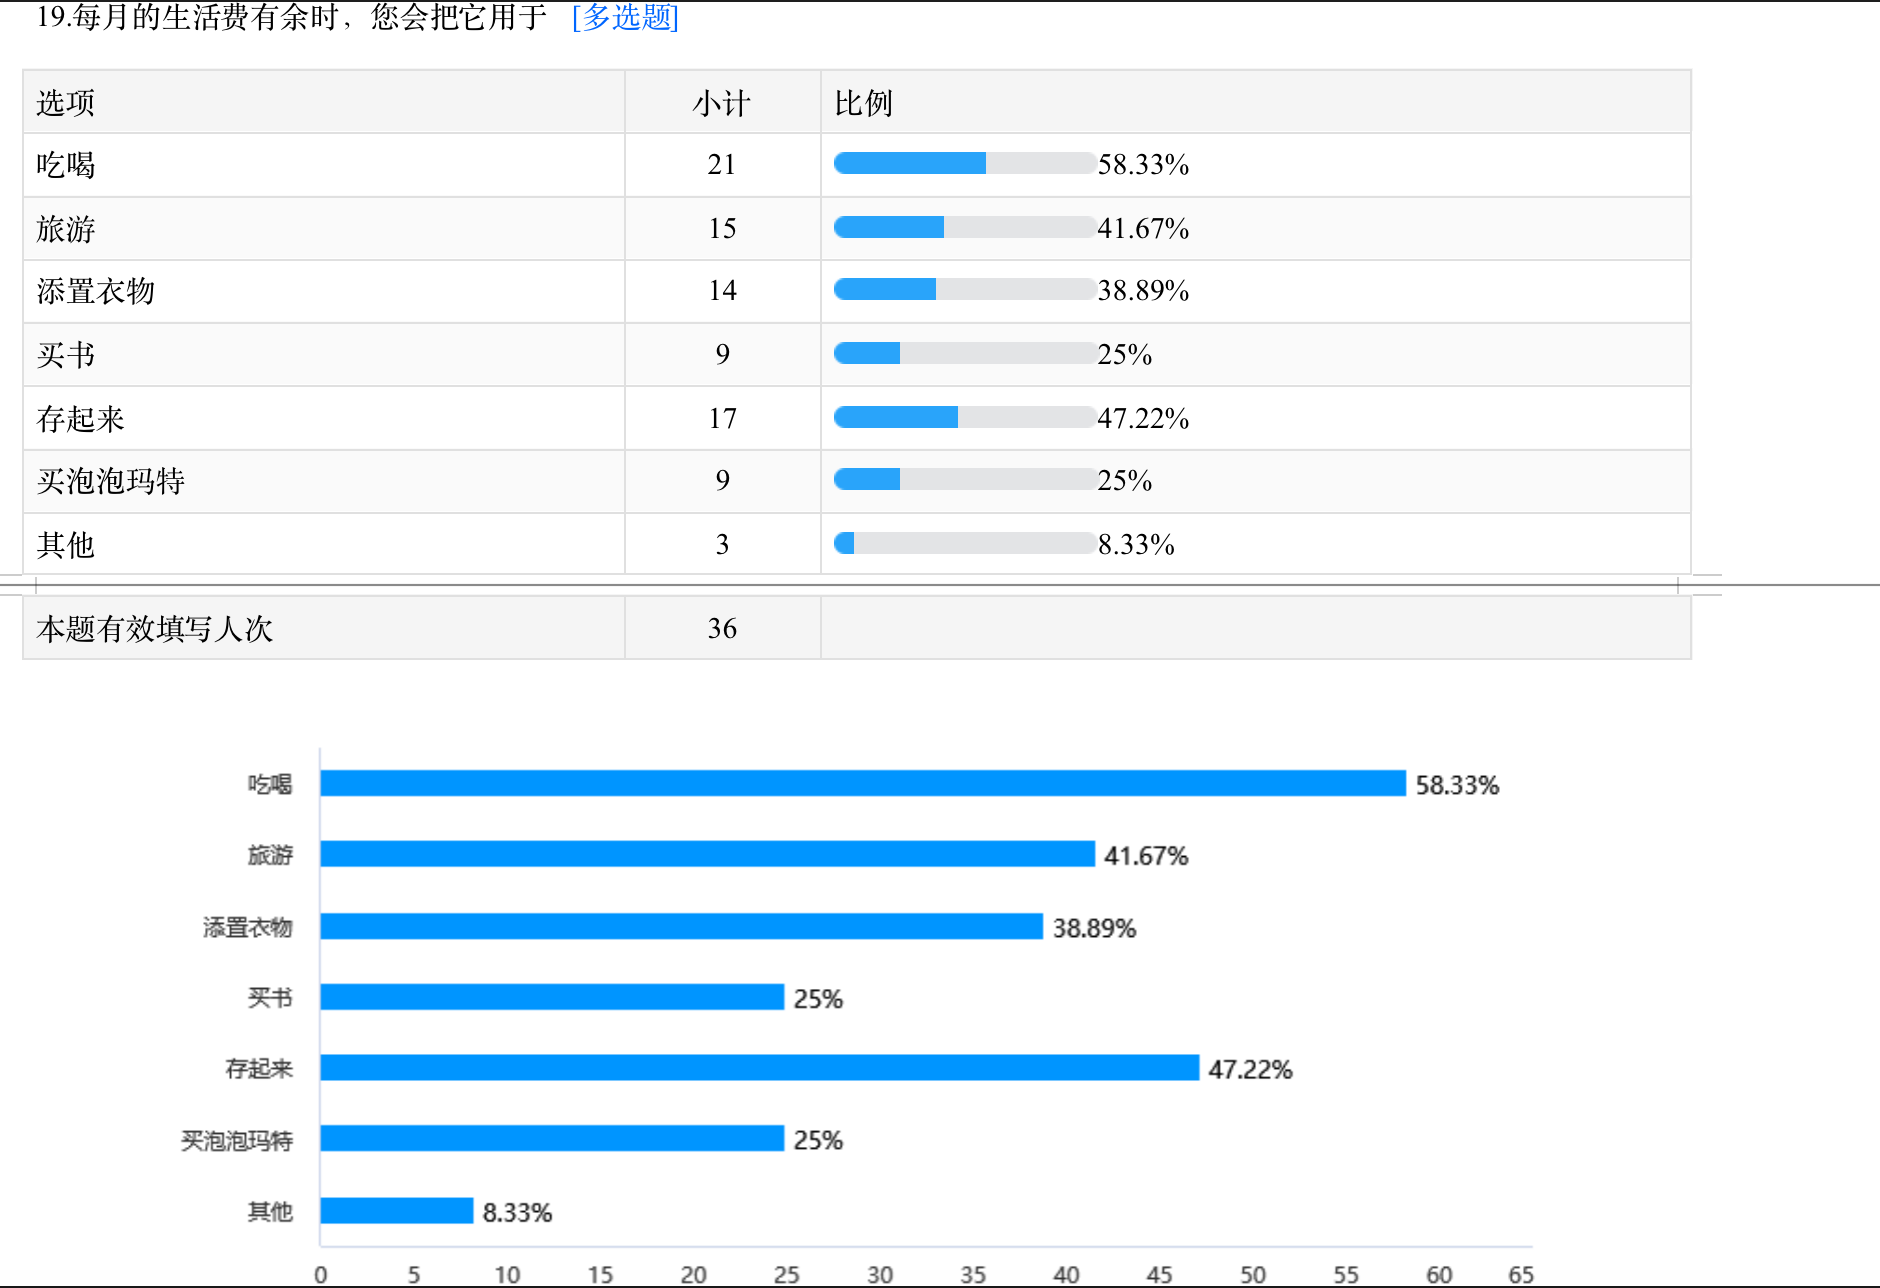 19.每月的生活费有余时，您会把它用于 [多选题]
选项 小计 比例
吃喝 21 58.33%
旅游 15 41.67%
添置衣物 14 38.89%
买书 9 25%
存起来 17 47.22%
买泡泡玛特 9 25%
其他 3 8.33%
本题有效填写人次 36
吃喝 58.33%
旅游 41.67%
添置衣物 38.89%
买书 25%
存起来 47.22%
买泡泡玛特 25%
其他 8.33%
0 5 10 15 20 25 30 35 40 45 50 55 60 65